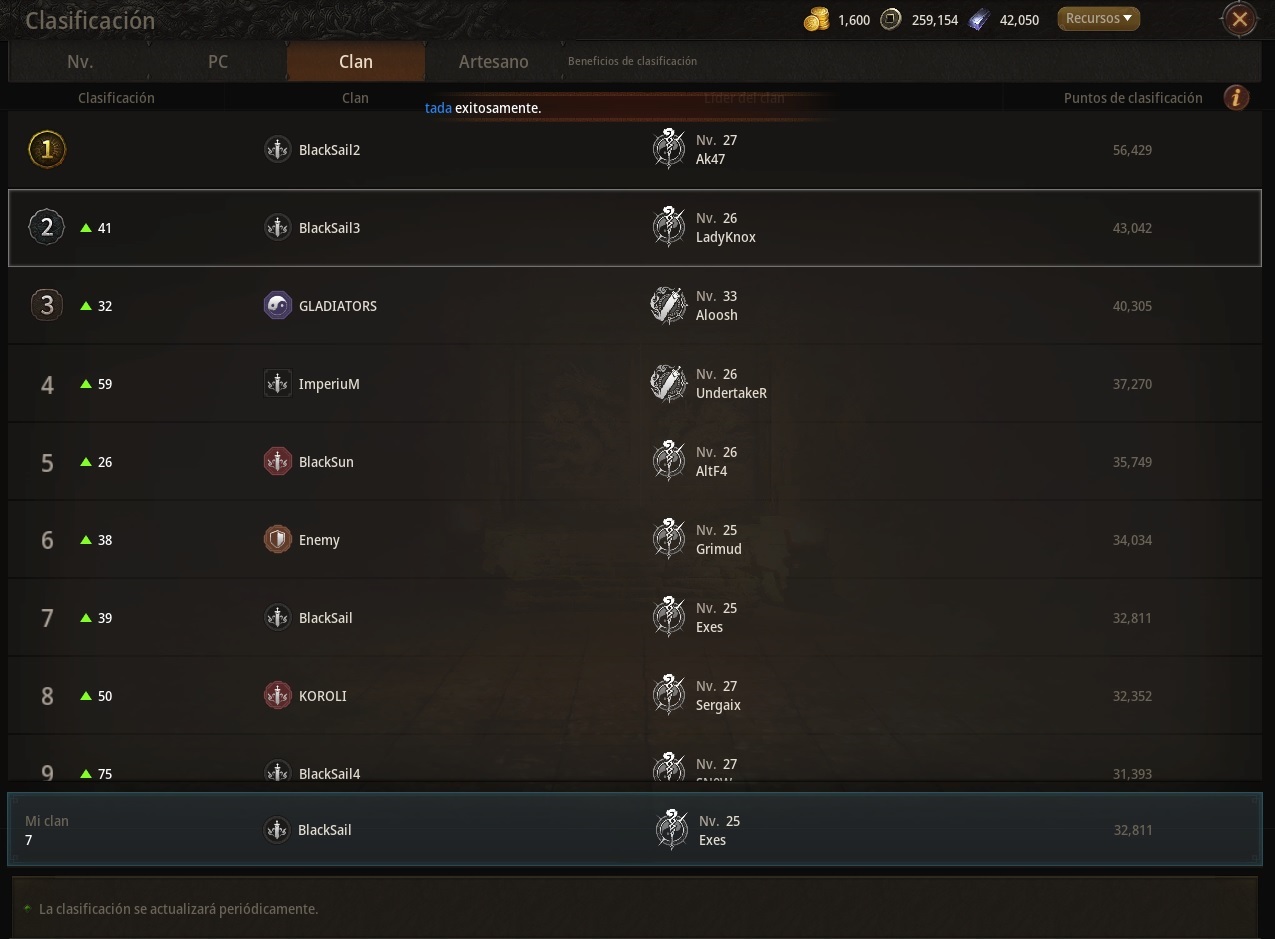 Clasificación
1,600
259,154
42,050
Recursos
Nv.
PC
Clan
Artesano
Beneficios de clasificación
Clasificación
Clan
Líder del clan
Puntos de clasificación
tada exitosamente.
1
BlackSail2
Nv. 27
Ak47
56,429
2
41
BlackSail3
Nv. 26
LadyKnox
43,042
3
32
GLADIATORS
Nv. 33
Aloosh
40,305
4
59
ImperiuM
Nv. 26
UndertakeR
37,270
5
26
BlackSun
Nv. 26
AltF4
35,749
6
38
Enemy
Nv. 25
Grimud
34,034
7
39
BlackSail
Nv. 25
Exes
32,811
8
50
KOROLI
Nv. 27
Sergaix
32,352
9
75
BlackSail4
Nv. 27
31,393
Mi clan
7
BlackSail
Nv. 25
Exes
32,811
La clasificación se actualizará periódicamente.